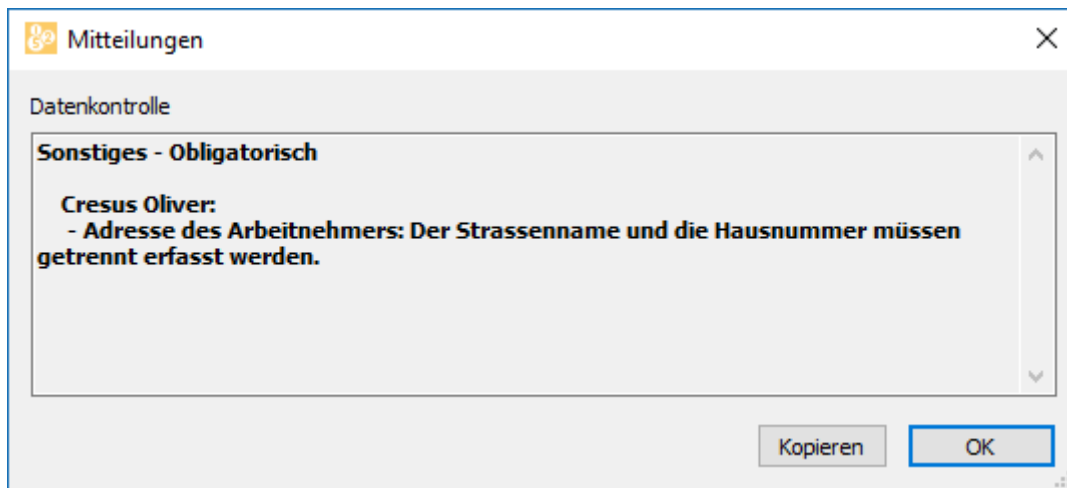 Mitteilungen
Datenkontrolle
Sonstiges - Obligatorisch
Cresus Oliver:
- Adresse des Arbeitnehmers: Der Strassenname und die Hausnummer müssen
getrennt erfasst werden.
Kopieren
OK